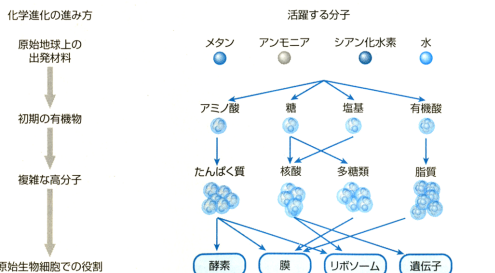 化学進化の進み方
活躍する分子
原始地球上の
出発材料
メタン
アンモニア
シアン化水素
水
初期の有機物
アミノ酸
糖
塩基
有機酸
複雑な高分子
たんぱく質
核酸
多糖類
脂質
原始生物細胞での役割
酵素
膜
リボソーム
遺伝子